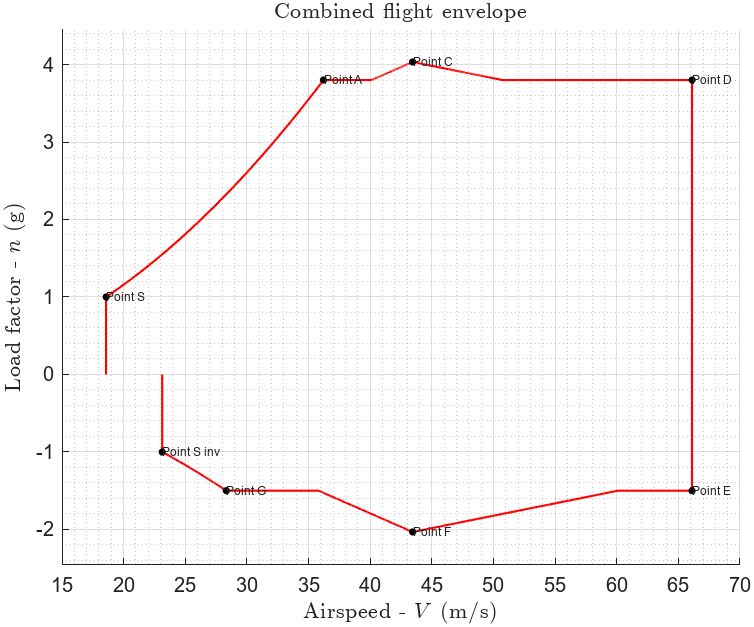 Combined flight envelope
Load factor - n (g)
4
3
2
1
0
-1
-2
Point A
Point C
Point D
Point S
Point S inv
Point G
Point F
Point E
15 20 25 30 35 40 45 50 55 60 65 70
Airspeed - V (m/s)